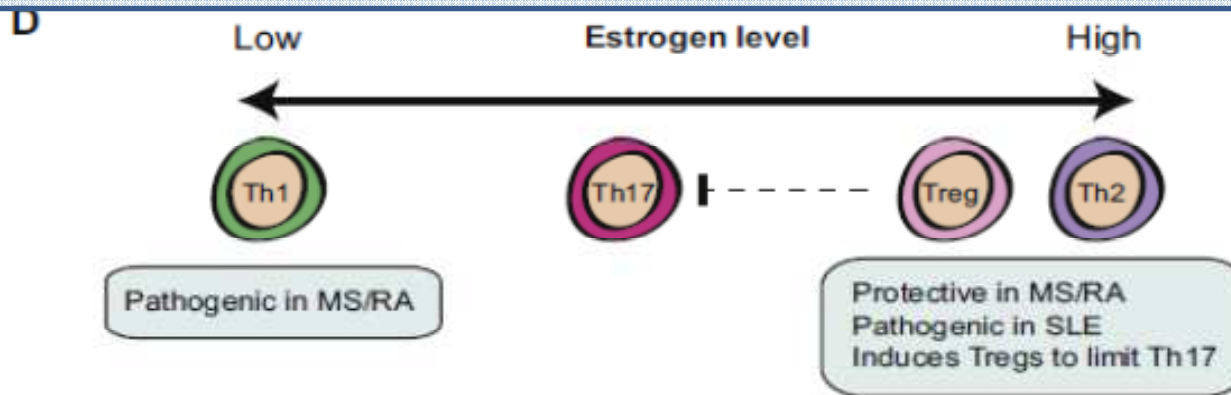 D
Low Estrogen level High
Th1 Th17 Treg Th2
Pathogenic in MS/RA
Protective in MS/RA
Pathogenic in SLE
Induces Tregs to limit Th17